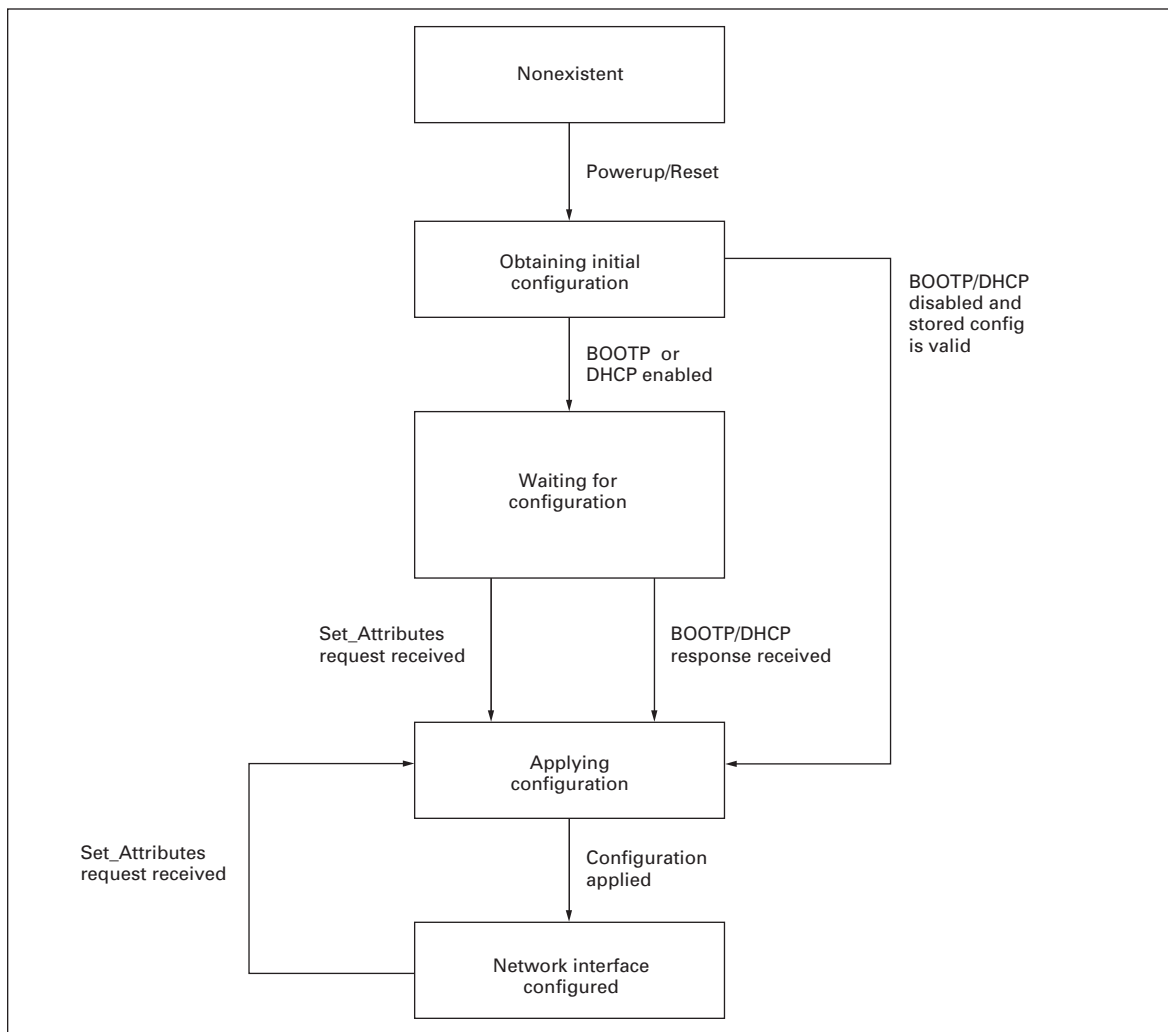 Nonexistent
Powerup/Reset
Obtaining initial
configuration
BOOTP/DHCP
disabled and
stored config
is valid
BOOTP or
DHCP enabled
Waiting for
configuration
Set_Attributes
request received
BOOTP/DHCP
response received
Applying
configuration
Set_Attributes
request received
Configuration
applied
Network interface
configured